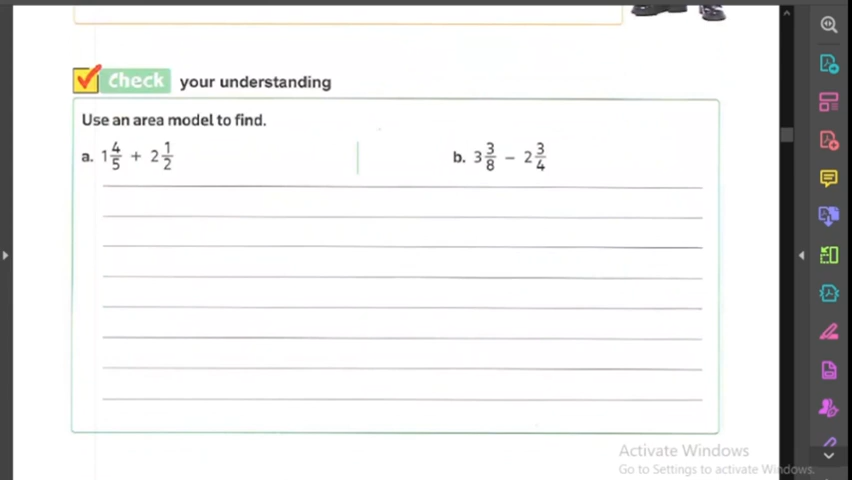 Check your understanding
Use an area model to find.
a. 1 4/5 + 2 1/2
b. 3 3/8 - 2 3/4
Activate Windows
Go to Settings to activate Windows.